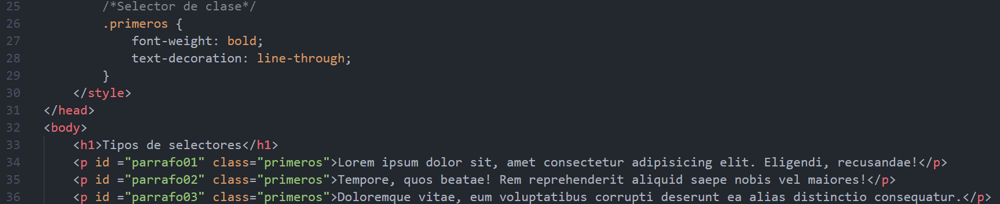 25 /*Selector de clase*/
26 .primeros {
27 font-weight: bold;
28 text-decoration: line-through;
29 }
30 </style>
31 </head>
32 <body>
33 <h1>Tipos de selectores</h1>
34 <p id ="parrafo01" class="primeros">Lorem ipsum dolor sit, amet consectetur adipisicing elit. Eligendi, recusandae!</p>
35 <p id ="parrafo02" class="primeros">Tempore, quos beatae! Rem reprehenderit aliquid saepe nobis vel maiores!</p>
36 <p id ="parrafo03" class="primeros">Doloremque vitae, eum voluptatibus corrupti deserunt ea alias distinctio consequatur.</p>